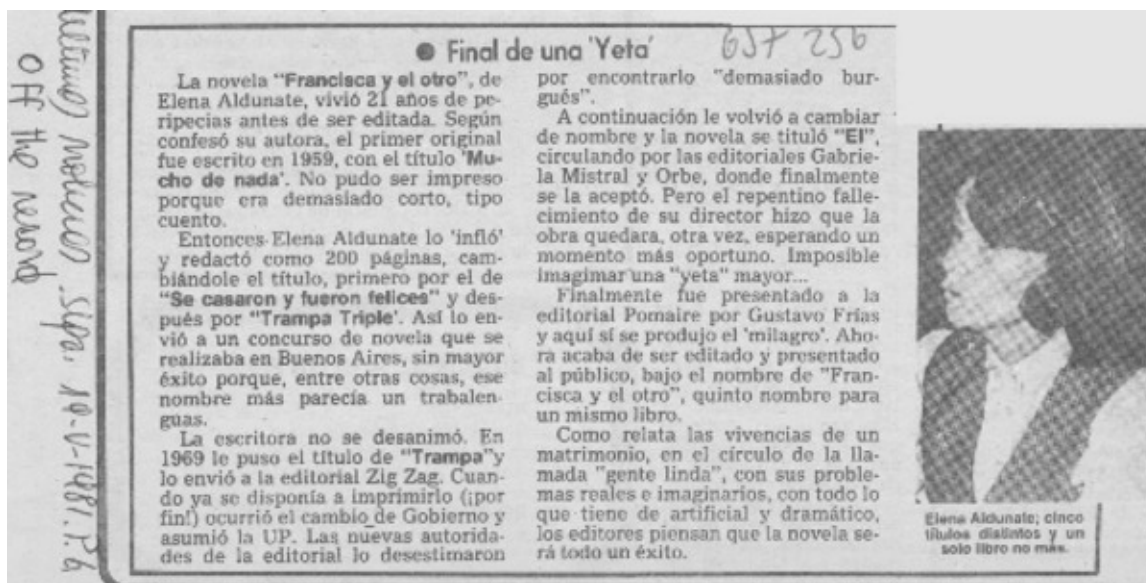 Final de una 'Yeta'
657 256
La novela "Francisca y el otro", de
Elena Aldunate, vivió 21 años de pe-
ripecias antes de ser editada. Según
confesó su autora, el primer original
fue escrito en 1959, con el título 'Mu-
cho de nada'. No pudo ser impreso
porque era demasiado corto, tipo
cuento.
Entonces Elena Aldunate lo 'infló'
y redactó como 200 páginas, cam-
biándole el título, primero por el de
"Se casaron y fueron felices" y des-
pués por "Trampa Triple'. Así lo en-
vió a un concurso de novela que se
realizaba en Buenos Aires, sin mayor
éxito porque, entre otras cosas, ese
nombre más parecía un trabalen-
guas.
La escritora no se desanimó. En
1969 le puso el título de "Trampa"y
lo envió a la editorial Zig Zag. Cuan-
do ya se disponía a imprimirlo (¡por
fin!) ocurrió el cambio de Gobierno y
asumió la UP. Las nuevas autorida-
des de la editorial lo desestimaron
por encontrarlo "demasiado bur-
gués".
A continuación le volvió a cambiar
de nombre y la novela se tituló "El",
circulando por las editoriales Gabrie-
la Mistral y Orbe, donde finalmente
se la aceptó. Pero el repentino falle-
cimiento de su director hizo que la
obra quedara, otra vez, esperando un
momento más oportuno. Imposible
imagimar una "yeta" mayor...
Finalmente fue presentado a la
editorial Pomaire por Gustavo Frías
y aquí sí se produjo el 'milagro'. Aho-
ra acaba de ser editado y presentado
al público, bajo el nombre de "Fran-
cisca y el otro", quinto nombre para
un mismo libro.
Como relata las vivencias de un
matrimonio, en el círculo de la lla-
mada "gente linda", con sus proble-
mas reales e imaginarios, con todo lo
que tiene de artificial y dramático,
los editores piensan que la novela se-
rá todo un éxito.
Elena Aldunate; cinco
títulos distintos y un
solo libro no más.
Últimas Noticias Stgo. 19-V-1981. P.6
Off the record